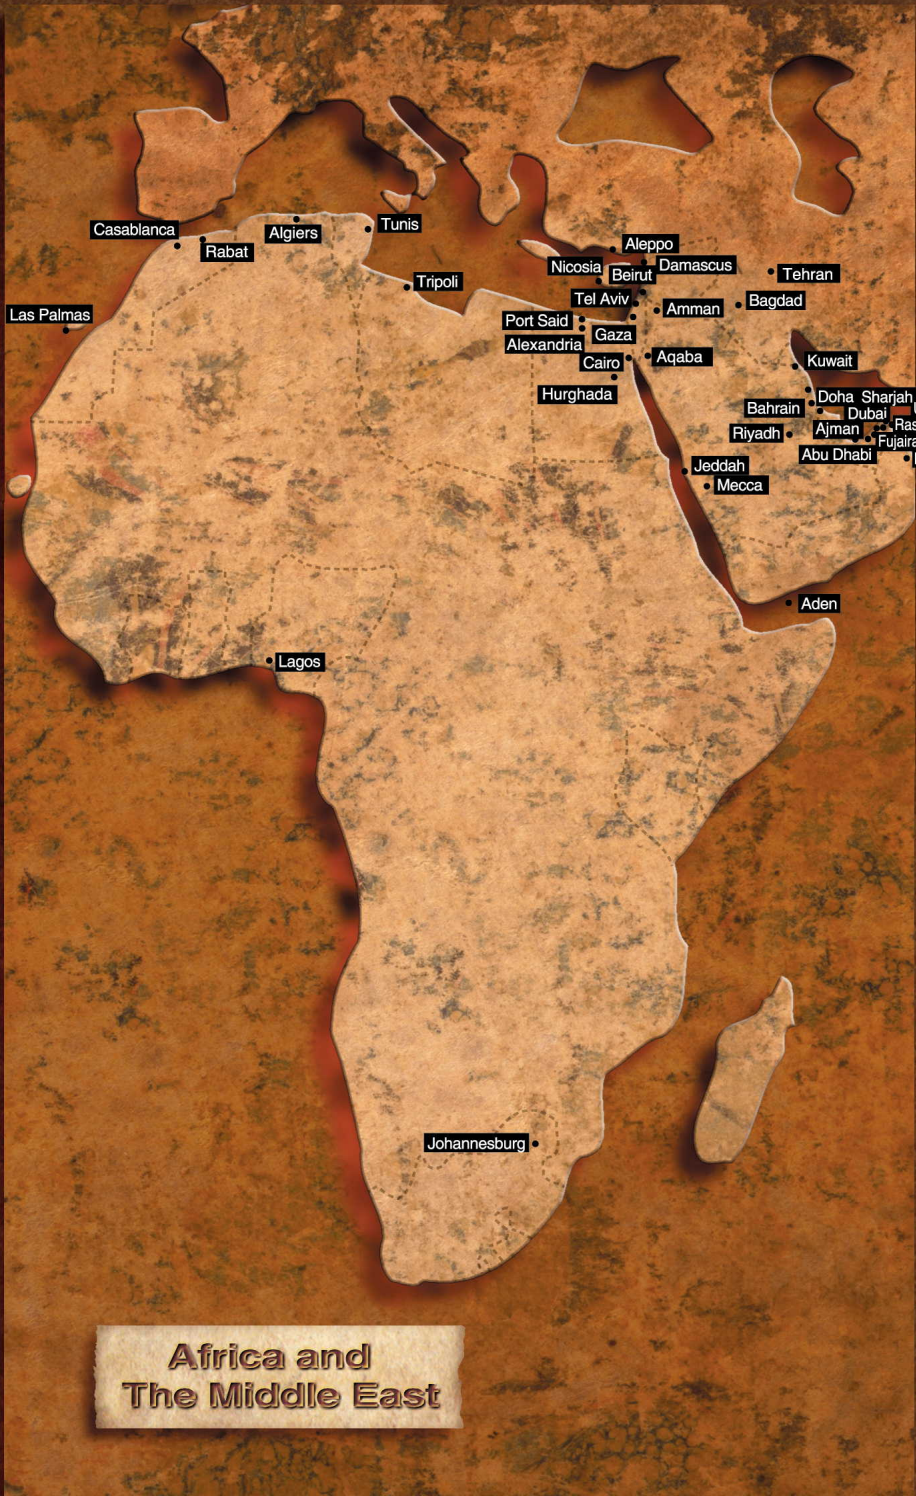 Casablanca
Rabat
Algiers
Tunis
Tripoli
Las Palmas
Aleppo
Nicosia
Beirut
Damascus
Tehran
Tel Aviv
Amman
Bagdad
Port Said
Gaza
Alexandria
Cairo
Aqaba
Kuwait
Hurghada
Doha
Sharjah
Bahrain
Dubai
Ajman
Ras
Riyadh
Fujaira
Abu Dhabi
Jeddah
Mecca
Aden
Lagos
Johannesburg
Africa and
The Middle East